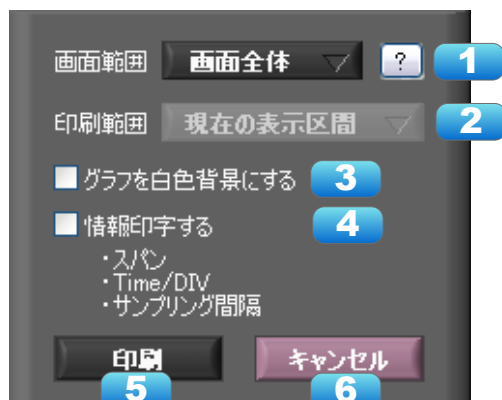 画面範囲 画面全体 ? 1
印刷範囲 現在の表示区間 2
グラフを白色背景にする 3
情報印字する 4
・スパン
・Time/DIV
・サンプリング間隔
印刷 キャンセル
5 6